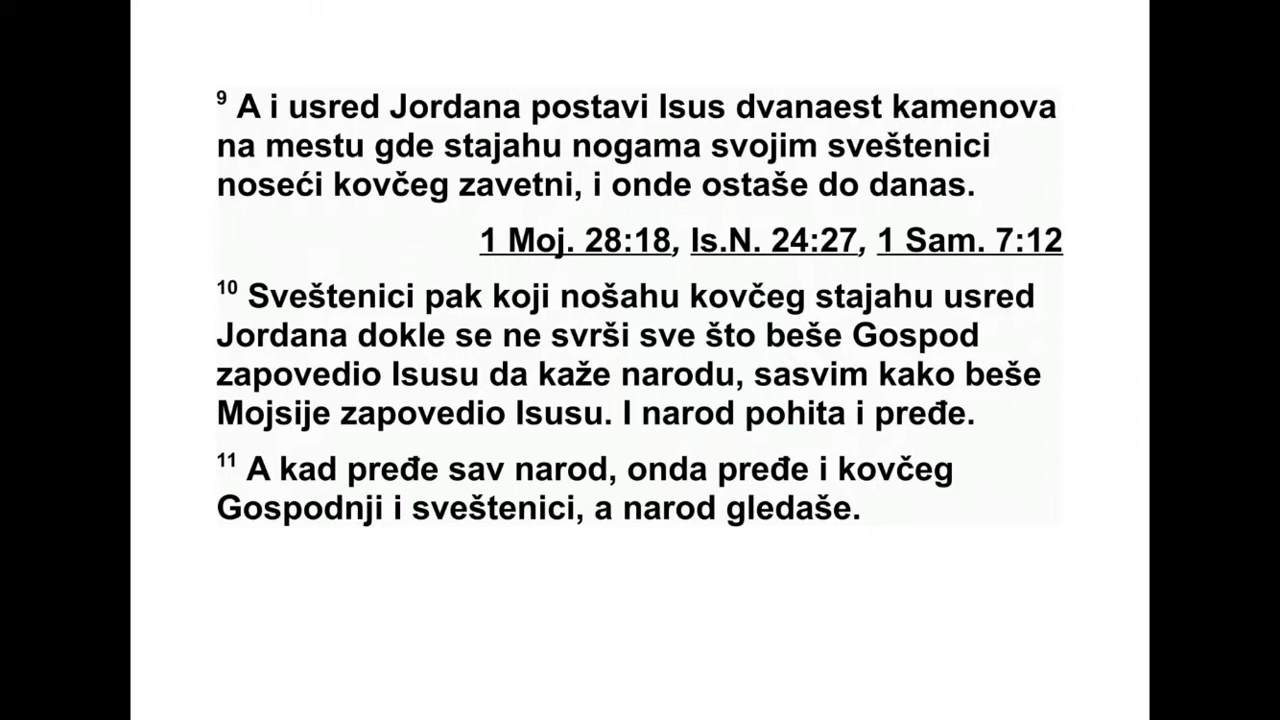 9 A i usred Jordana postavi Isus dvanaest kamenova
na mestu gde stajahu nogama svojim sveštenici
noseći kovčeg zavetni, i onde ostaše do danas.
1 Moj. 28:18, Is.N. 24:27, 1 Sam. 7:12
10 Sveštenici pak koji nošahu kovčeg stajahu usred
Jordana dokle se ne svrši sve što beše Gospod
zapovedio Isusu da kaže narodu, sasvim kako beše
Mojsije zapovedio Isusu. I narod pohita i pređe.
11 A kad pređe sav narod, onda pređe i kovčeg
Gospodnji i sveštenici, a narod gledaše.